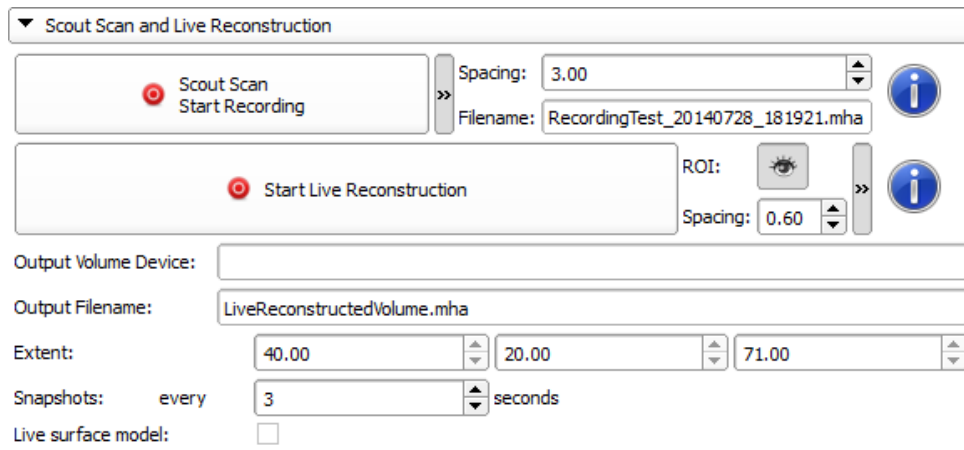 Scout Scan and Live Reconstruction
Scout Scan
Start Recording
»
Spacing: 3.00
Filename: RecordingTest_20140728_181921.mha
Start Live Reconstruction
ROI:
Spacing: 0.60
»
Output Volume Device:
Output Filename: LiveReconstructedVolume.mha
Extent: 40.00 20.00 71.00
Snapshots: every 3 seconds
Live surface model: